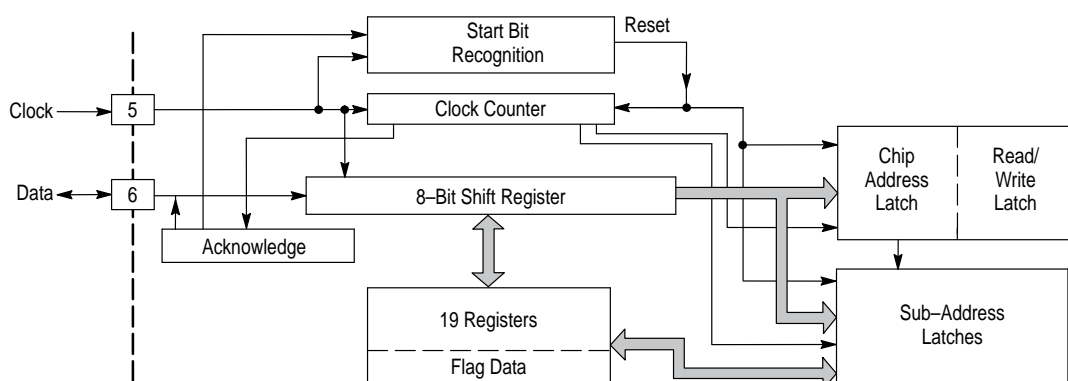 Start Bit
Recognition
Reset
Clock
5
Clock Counter
Data
6
8–Bit Shift Register
Chip
Address
Latch
Read/
Write
Latch
Acknowledge
19 Registers
Flag Data
Sub–Address
Latches